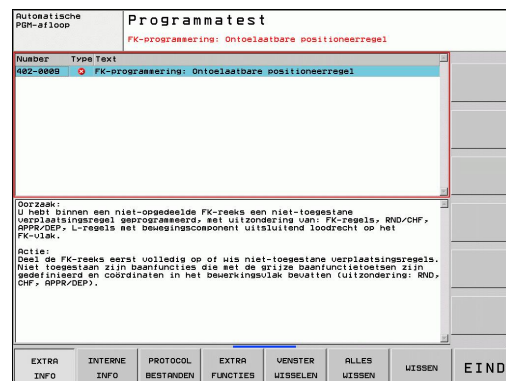 Automatische
PGM-afloop
Programmatest
FK-programmering: Ontoelaatbare positioneerregel
Number Type Text
402-0009 FK-programmering: Ontoelaatbare positioneerregel
Oorzaak:
U hebt binnen een niet-opgedeelde FK-reeks een niet-toegestane
verplaatsingsregel geprogrammeerd, met uitzondering van: FK-regels, RND/CHF,
APPR/DEP, L-regels met bewegingscomponent uitsluitend loodrecht op het
FK-vlak.
Actie:
Deel de FK-reeks eerst volledig op of wis niet-toegestane verplaatsingsregels.
Niet toegestaan zijn baanfuncties die met de grijze baanfunctietoetsen zijn
gedefinieerd en coördinaten in het bewerkingsvlak bevatten (uitzondering: RND,
CHF, APPR/DEP).
EXTRA
INFO
INTERNE
INFO
PROTOCOL
BESTANDEN
EXTRA
FUNCTIES
VENSTER
WISSELEN
ALLES
WISSEN
WISSEN
EIND